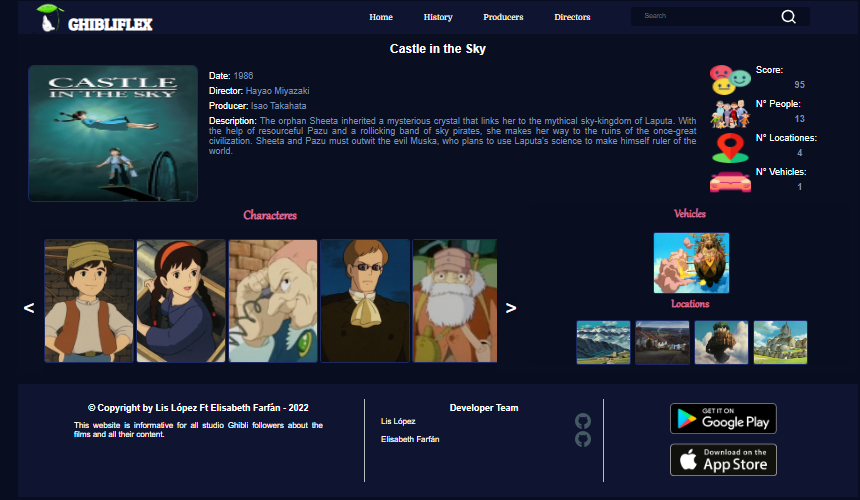 GHIBLIFLEX
Home
History
Producers
Directors
Search
Castle in the Sky
CASTLE
IN THE SKY
Date: 1986
Director: Hayao Miyazaki
Producer: Isao Takahata
Description: The orphan Sheeta inherited a mysterious crystal that links her to the mythical sky-kingdom of Laputa. With
the help of resourceful Pazu and a rollicking band of sky pirates, she makes her way to the ruins of the once-great
civilization. Sheeta and Pazu must outwit the evil Muska, who plans to use Laputa's science to make himself ruler of the
world.
Score:
95
N° People:
13
N° Locationes:
4
N° Vehicles:
1
Characteres
<
>
Vehicles
Locations
© Copyright by Lis López Ft Elisabeth Farfán - 2022
This website is informative for all studio Ghibli followers about the
films and all their content.
Developer Team
Lis López
Elisabeth Farfán
GET IT ON
Google Play
Download on the
App Store